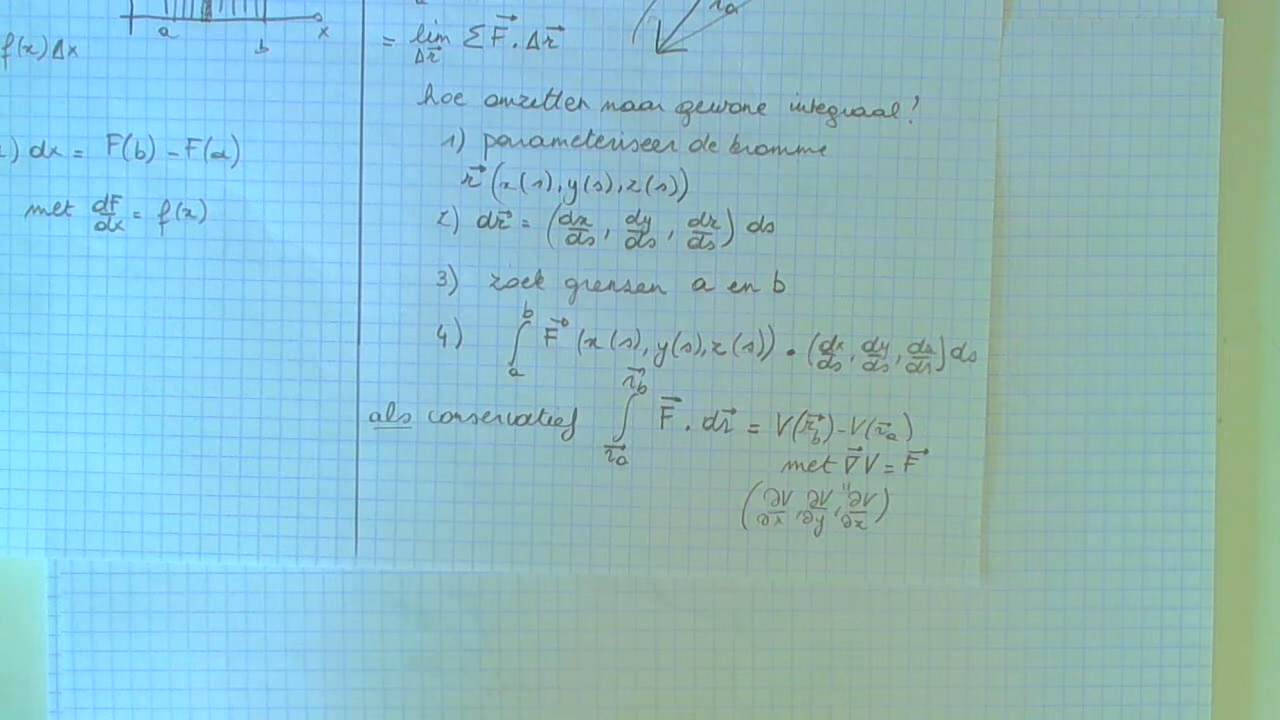 a b x
f(x) Δx
) dx = F(b) - F(a)
met dF/dx = f(x)
r⃗a
= lim Δr⃗ Σ F⃗ . Δr⃗
hoe omzetten naar gewone integraal?
1) parameteriseer de kromme
r⃗ (x(s), y(s), z(s))
2) dr⃗ = (dx/ds, dy/ds, dz/ds) ds
3) zoek grenzen a en b
4) ∫_a^b F⃗ (x(s), y(s), z(s)) • (dx/ds, dy/ds, dz/ds) ds
als conservatief ∫_{r⃗a}^{r⃗b} F⃗ . dr⃗ = V(r⃗b) - V(r⃗a)
met ∇⃗V = F⃗
"
(∂V/∂x, ∂V/∂y, ∂V/∂z)